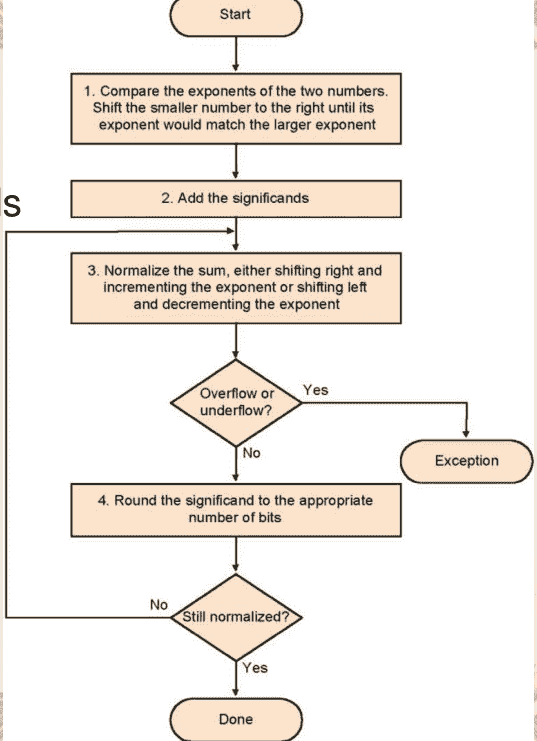 Start
1. Compare the exponents of the two numbers.
Shift the smaller number to the right until its
exponent would match the larger exponent
s
2. Add the significands
3. Normalize the sum, either shifting right and
incrementing the exponent or shifting left
and decrementing the exponent
Overflow or
underflow?
Yes
No
Exception
4. Round the significand to the appropriate
number of bits
No
Still normalized?
Yes
Done